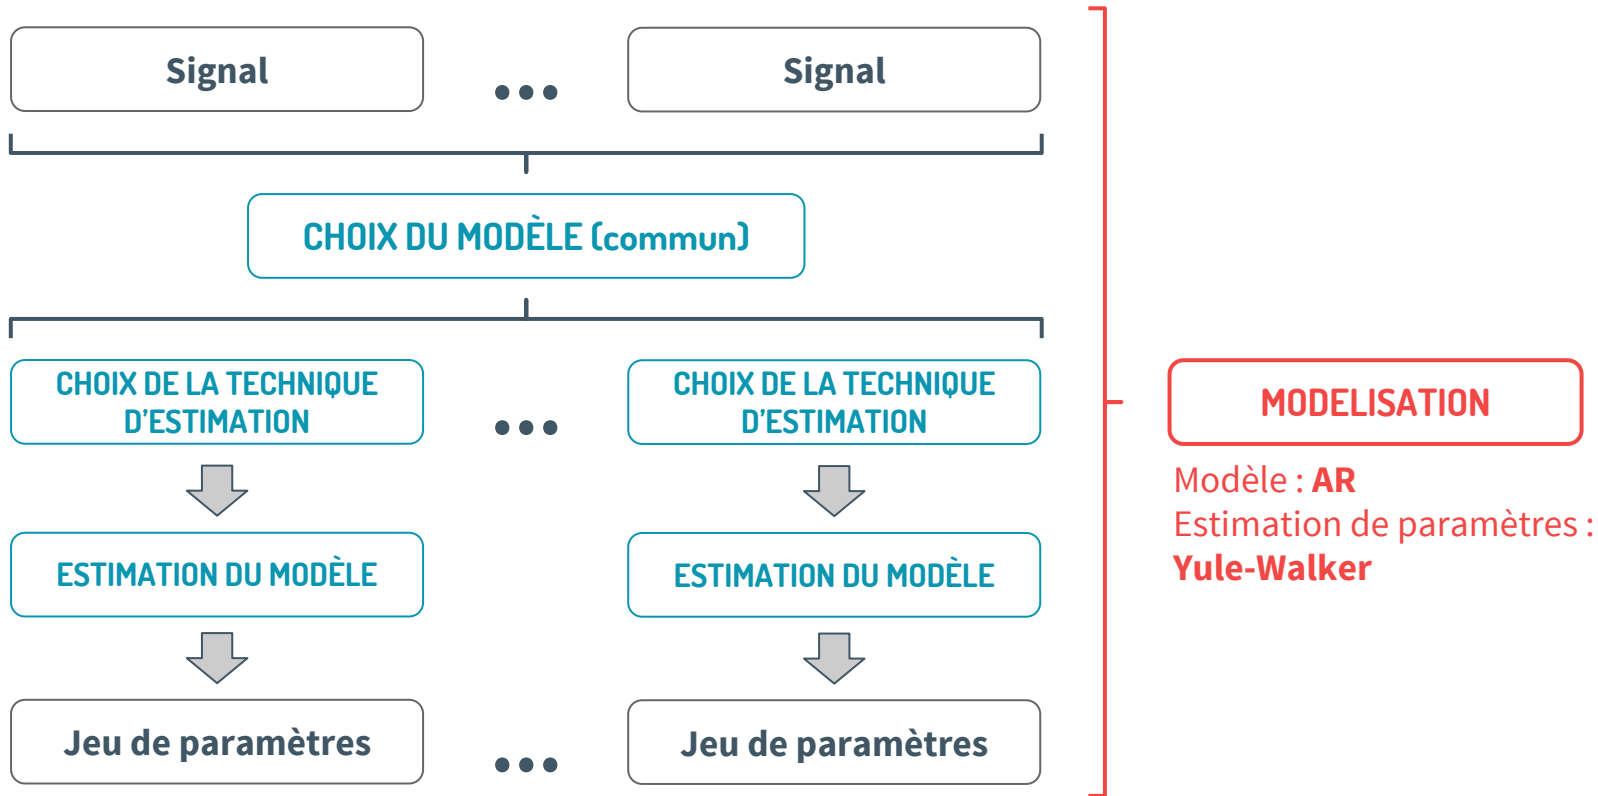 Signal
Signal
CHOIX DU MODÈLE (commun)
CHOIX DE LA TECHNIQUE
D'ESTIMATION
CHOIX DE LA TECHNIQUE
D'ESTIMATION
ESTIMATION DU MODÈLE
ESTIMATION DU MODÈLE
Jeu de paramètres
Jeu de paramètres
MODELISATION
Modèle : AR
Estimation de paramètres :
Yule-Walker